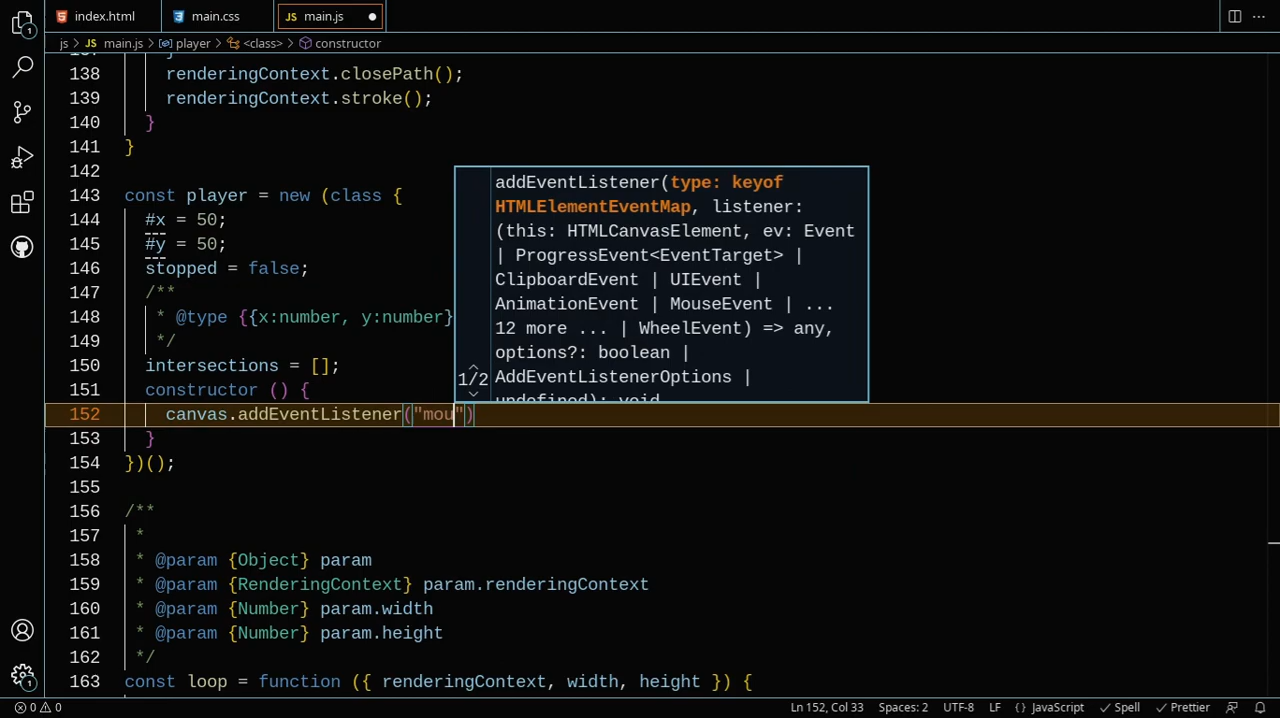 index.html
main.css
JS main.js
js > JS main.js > player > <class> > constructor
138 renderingContext.closePath();
139 renderingContext.stroke();
140 }
141 }
142
143 const player = new (class {
144 #x = 50;
145 #y = 50;
146 stopped = false;
147 /**
148 * @type {{x:number, y:number}
149 */
150 intersections = [];
151 constructor () {
152 canvas.addEventListener("mou")
153 }
154 })();
155
156 /**
157 *
158 * @param {Object} param
159 * @param {RenderingContext} param.renderingContext
160 * @param {Number} param.width
161 * @param {Number} param.height
162 */
163 const loop = function ({ renderingContext, width, height }) {
addEventListener(type: keyof
HTMLElementEventMap, listener:
(this: HTMLCanvasElement, ev: Event
| ProgressEvent<EventTarget> |
ClipboardEvent | UIEvent |
AnimationEvent | MouseEvent | ...
12 more ... | WheelEvent) => any,
options?: boolean |
AddEventListenerOptions |
undefined): void
1/2
1
1
0 0 Ln 152, Col 33 Spaces: 2 UTF-8 LF {} JavaScript Spell Prettier